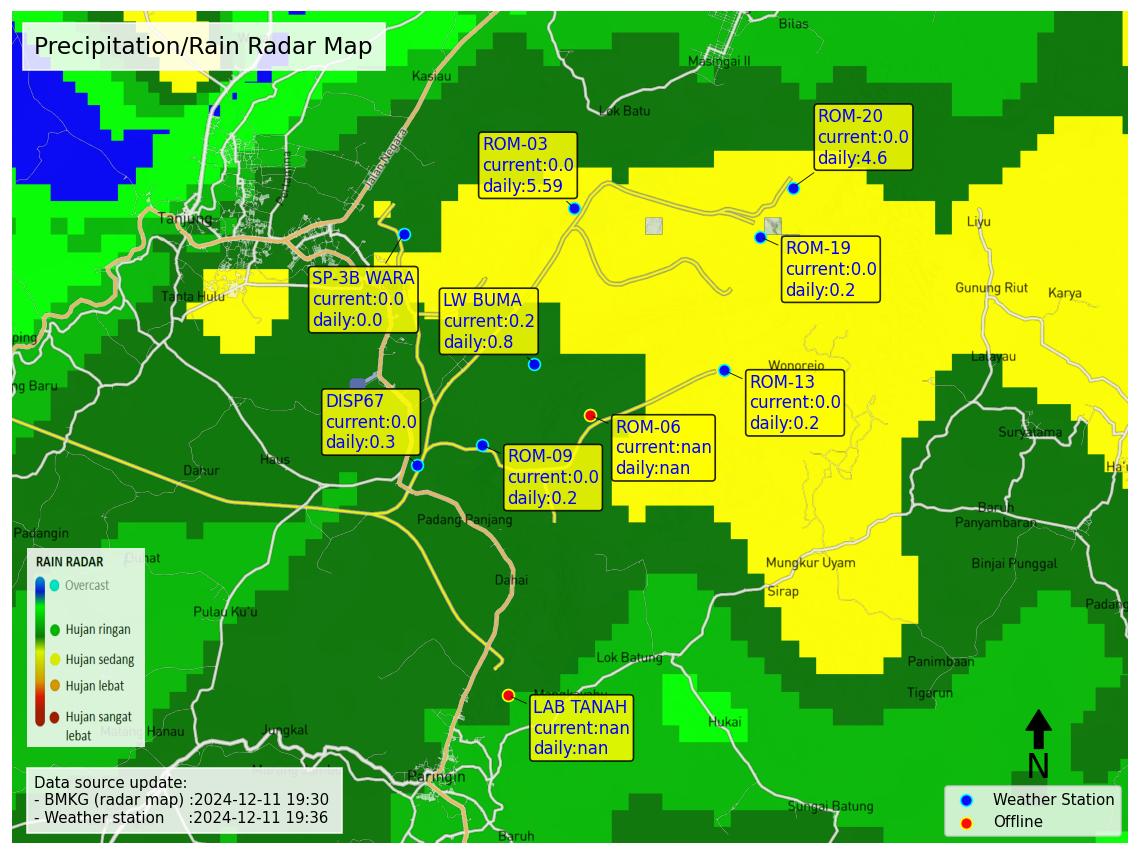 Precipitation/Rain Radar Map
Bilas
Masingai II
Kasiau
Lok Batu
Jalan Negara
ROM-20
current:0.0
daily:4.6
ROM-03
current:0.0
daily:5.59
Tanjung
Liyu
ROM-19
current:0.0
daily:0.2
SP-3B WARA
current:0.0
daily:0.0
Tanta Hulu
Gunung Riut
Karya
LW BUMA
current:0.2
daily:0.8
ping
Lalayau
Wonorejo
ng Baru
ROM-13
current:0.0
daily:0.2
DISP67
current:0.0
daily:0.3
ROM-06
current:nan
daily:nan
Suryatama
Haus
Dahur
ROM-09
current:0.0
daily:0.2
Ha'u
Baruh
Panyambaran
Padang Panjang
Padangin
Mungkur Uyam
Binjai Punggal
Dahai
Sirap
Padang
Pulau Ku'u
RAIN RADAR
Overcast
Hujan ringan
Hujan sedang
Hujan lebat
Hujan sangat
lebat
Lok Batung
Panimbaan
Tigarun
LAB TANAH
current:nan
daily:nan
Hukai
Jungkal
N
Paringin
Data source update:
- BMKG (radar map) :2024-12-11 19:30
- Weather station :2024-12-11 19:36
Sungai Batung
Baruh
Weather Station
Offline